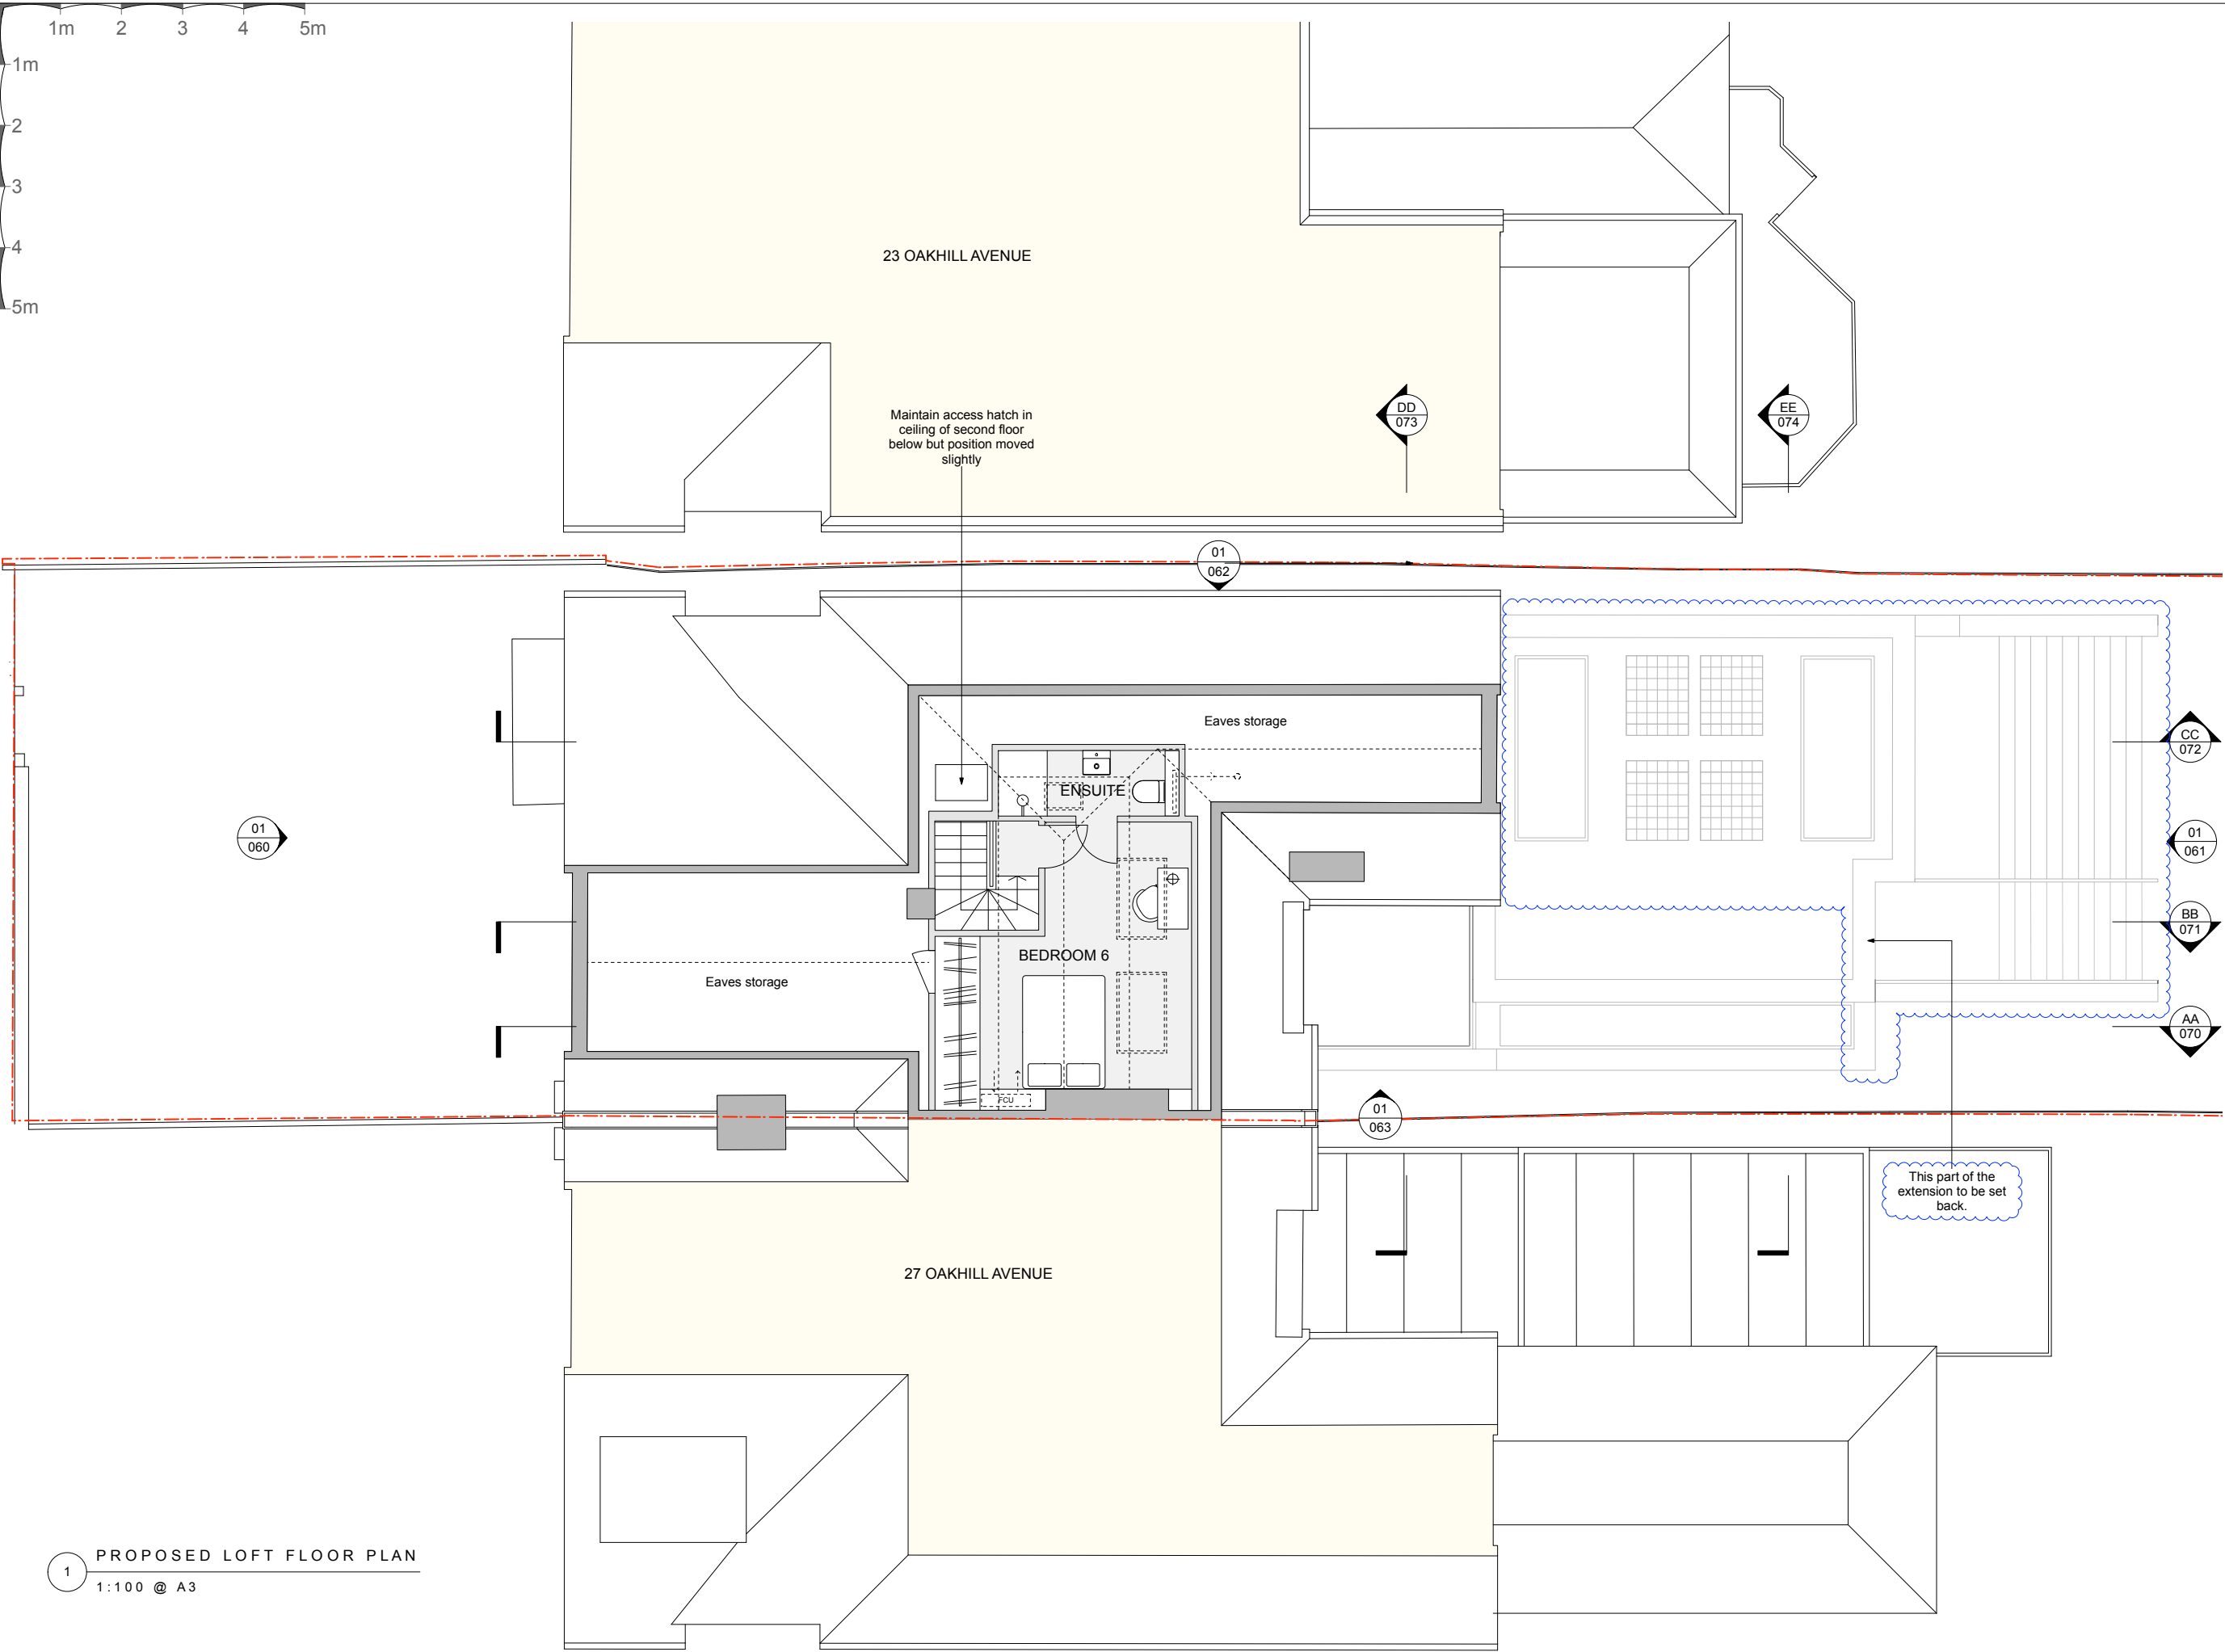 1m 2 3 4 5m
1m
2
3
4
5m
23 OAKHILL AVENUE
Maintain access hatch in
ceiling of second floor
below but position moved
slightly
DD
073
EE
074
01
062
Eaves storage
CC
072
ENSUITE
01
060
01
061
BB
071
BEDROOM 6
Eaves storage
AA
070
FCU
01
063
This part of the
extension to be set
back.
27 OAKHILL AVENUE
1
PROPOSED LOFT FLOOR PLAN
1:100 @ A3